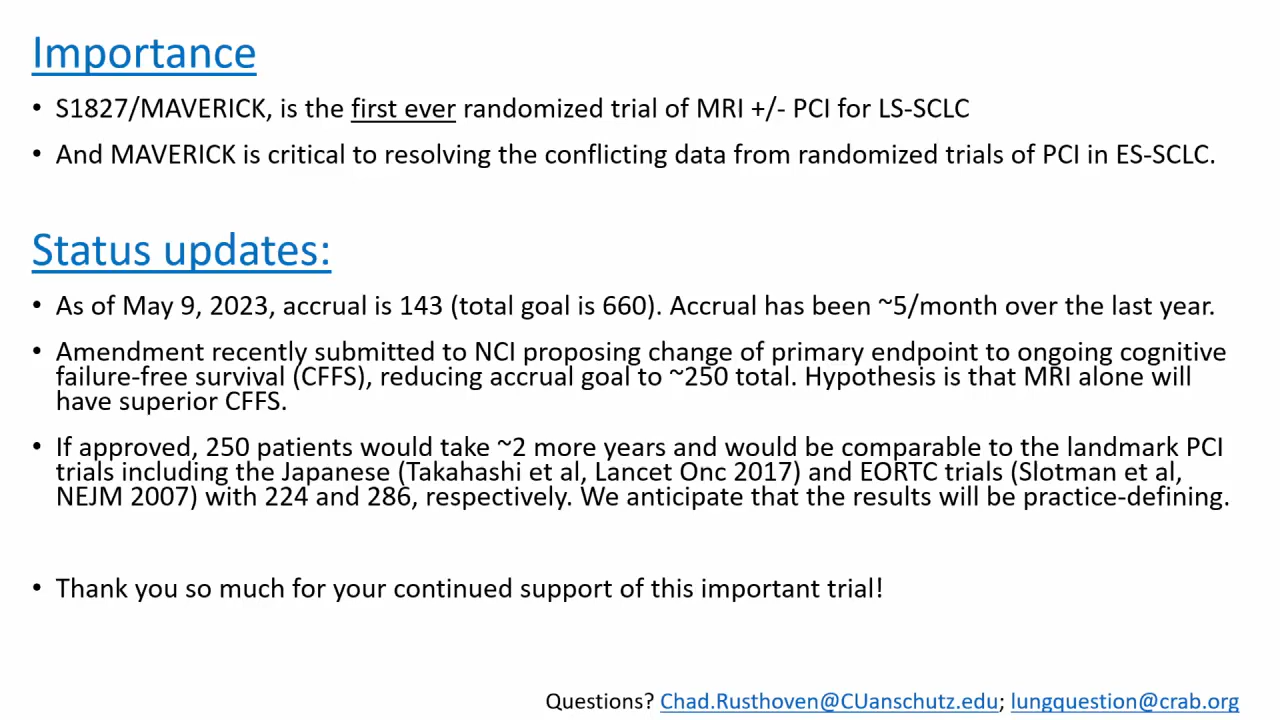 Importance
• S1827/MAVERICK, is the first ever randomized trial of MRI +/- PCI for LS-SCLC
• And MAVERICK is critical to resolving the conflicting data from randomized trials of PCI in ES-SCLC.
Status updates:
• As of May 9, 2023, accrual is 143 (total goal is 660). Accrual has been ~5/month over the last year.
• Amendment recently submitted to NCI proposing change of primary endpoint to ongoing cognitive
failure-free survival (CFFS), reducing accrual goal to ~250 total. Hypothesis is that MRI alone will
have superior CFFS.
• If approved, 250 patients would take ~2 more years and would be comparable to the landmark PCI
trials including the Japanese (Takahashi et al, Lancet Onc 2017) and EORTC trials (Slotman et al,
NEJM 2007) with 224 and 286, respectively. We anticipate that the results will be practice-defining.
• Thank you so much for your continued support of this important trial!
Questions? Chad.Rusthoven@CUanschutz.edu; lungquestion@crab.org